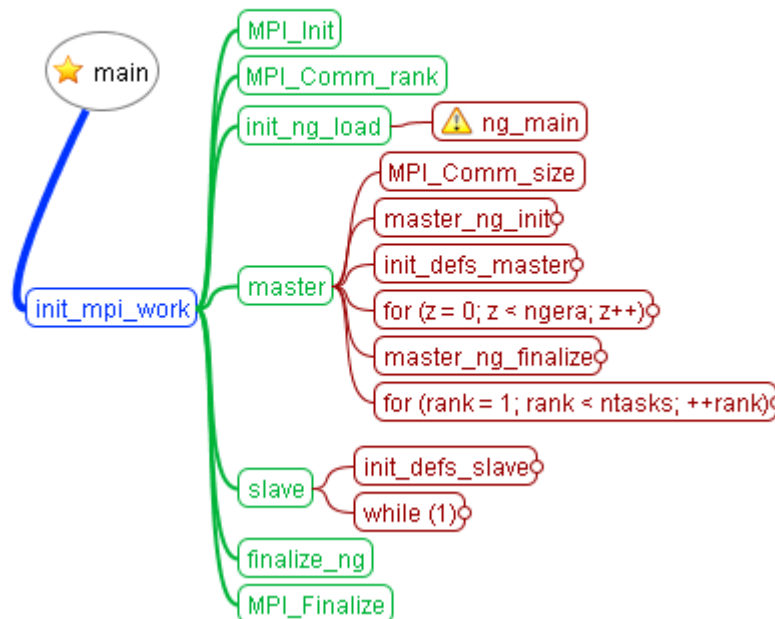 main
init_mpi_work
MPI_Init
MPI_Comm_rank
init_ng_load
ng_main
master
MPI_Comm_size
master_ng_init
init_defs_master
for (z = 0; z < ngera; z++)
master_ng_finalize
for (rank = 1; rank < ntasks; ++rank)
slave
init_defs_slave
while (1)
finalize_ng
MPI_Finalize